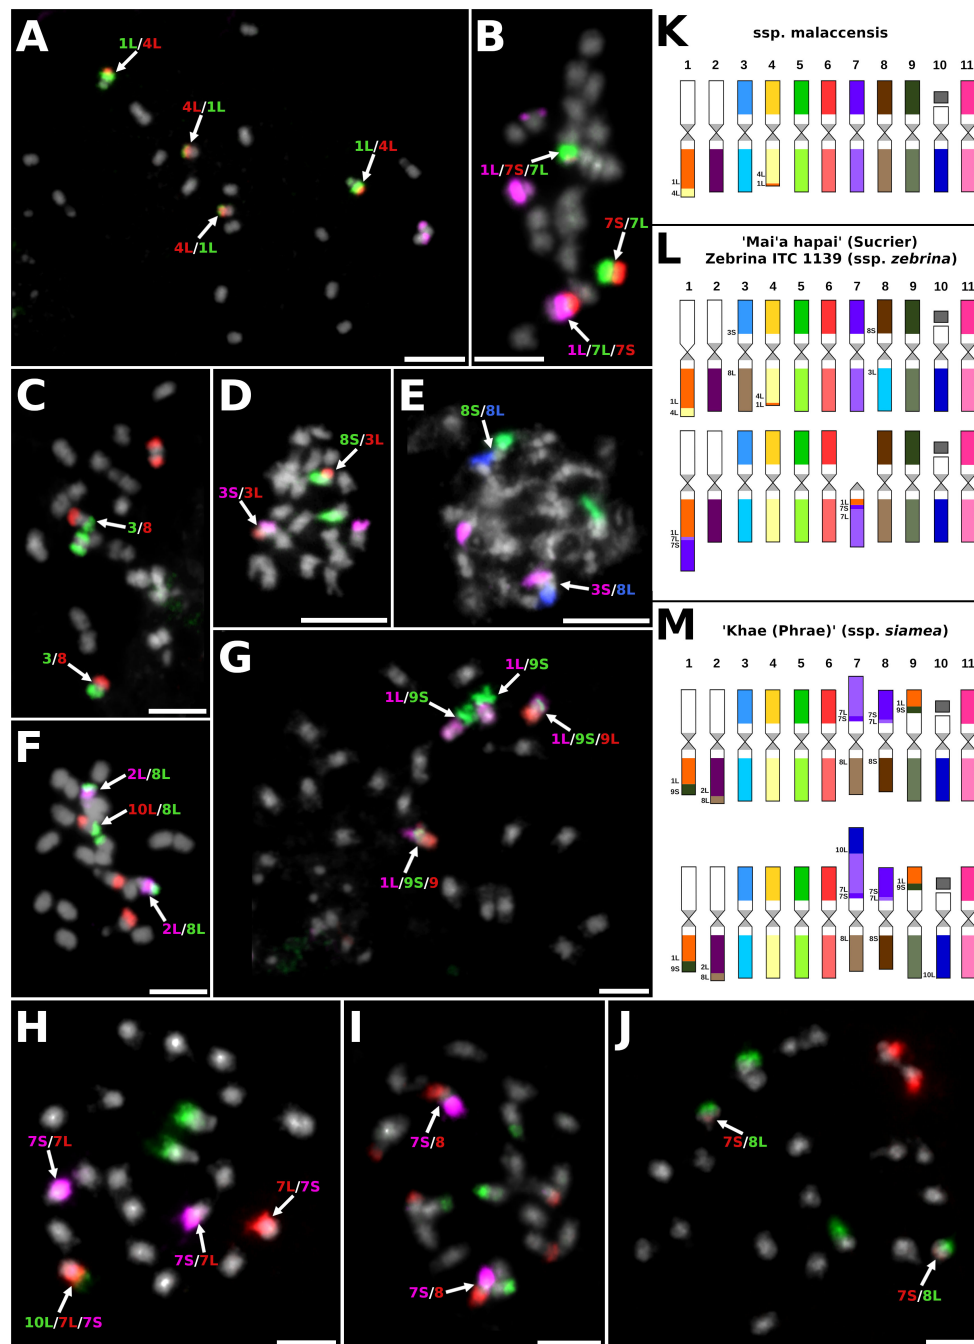 A
1L/4L
4L/1L
1L/4L
4L/1L
B
1L/7S/7L
7S/7L
1L/7L/7S
C
3/8
3/8
D
8S/3L
3S/3L
E
8S/8L
3S/8L
F
2L/8L
10L/8L
2L/8L
G
1L/9S
1L/9S
1L/9S/9L
1L/9S/9
H
7S/7L
7L/7S
7S/7L
10L/7L/7S
I
7S/8
7S/8
J
7S/8L
7S/8L
K
ssp. malaccensis
1 2 3 4 5 6 7 8 9 10 11
1L
4L
4L
1L
L
'Mai'a hapai' (Sucrier)
Zebrina ITC 1139 (ssp. zebrina)
1 2 3 4 5 6 7 8 9 10 11
3S
8S
8L
3L
1L
4L
4L
1L
1L
7L
7S
1L
7S
7L
M
'Khae (Phrae)' (ssp. siamea)
1 2 3 4 5 6 7 8 9 10 11
7L
7S
7S
7L
1L
9S
1L
9S
2L
8L
8L
8S
10L
7L
7S
7S
7L
1L
9S
1L
9S
2L
8L
8L
8S
10L